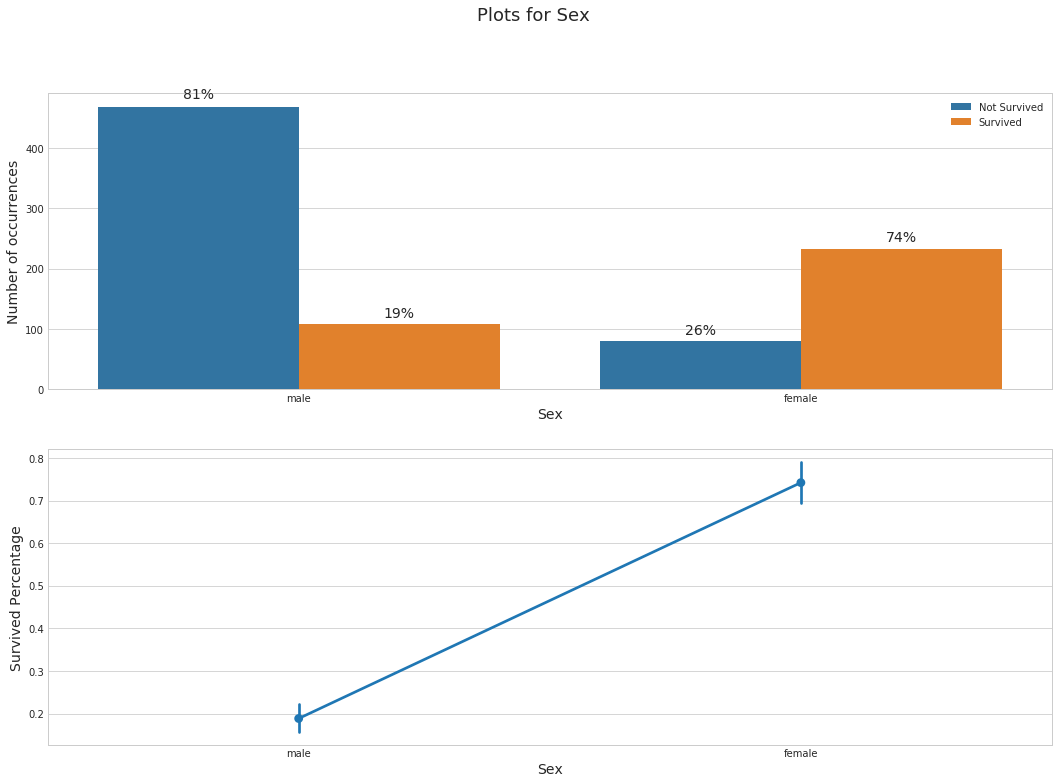 Plots for Sex
81%
Not Survived
Survived
19%
26%
74%
Number of occurrences
400
300
200
100
0
male
female
Sex
Survived Percentage
0.8
0.7
0.6
0.5
0.4
0.3
0.2
male
female
Sex